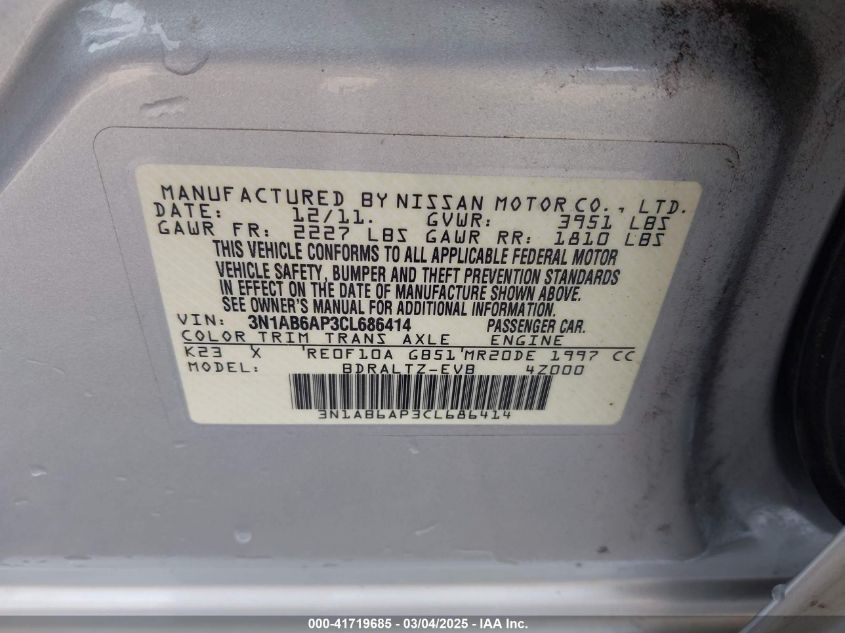 MANUFACTURED BY NISSAN MOTOR CO., LTD.
DATE: 12/11. GVWR: 3951 LBS
GAWR FR: 2227 LBS GAWR RR: 1810 LBS
THIS VEHICLE CONFORMS TO ALL APPLICABLE FEDERAL MOTOR
VEHICLE SAFETY, BUMPER AND THEFT PREVENTION STANDARDS
IN EFFECT ON THE DATE OF MANUFACTURE SHOWN ABOVE.
SEE OWNER'S MANUAL FOR ADDITIONAL INFORMATION.
VIN: 3N1AB6AP3CL686414 PASSENGER CAR.
COLOR TRIM TRANS AXLE ENGINE
K23 X RE0F10A GB51 MR20DE 1997 CC
MODEL: BDRALTZ-EVB 4Z000
3N1AB6AP3CL686414
000-41719685 - 03/04/2025 - IAA Inc.